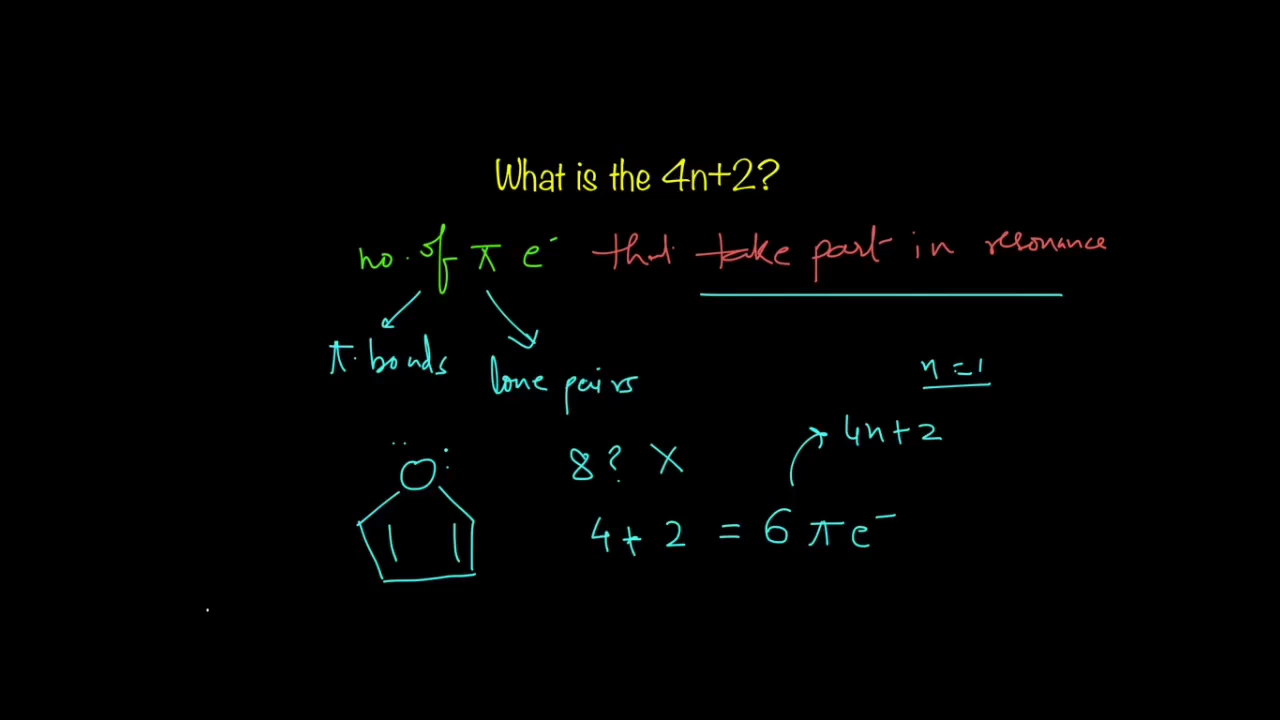 What is the 4n+2?
no. of π e⁻ that take part in resonance
π bonds
lone pairs
n=1
4n+2
O
8? X
4+2 = 6 π e⁻